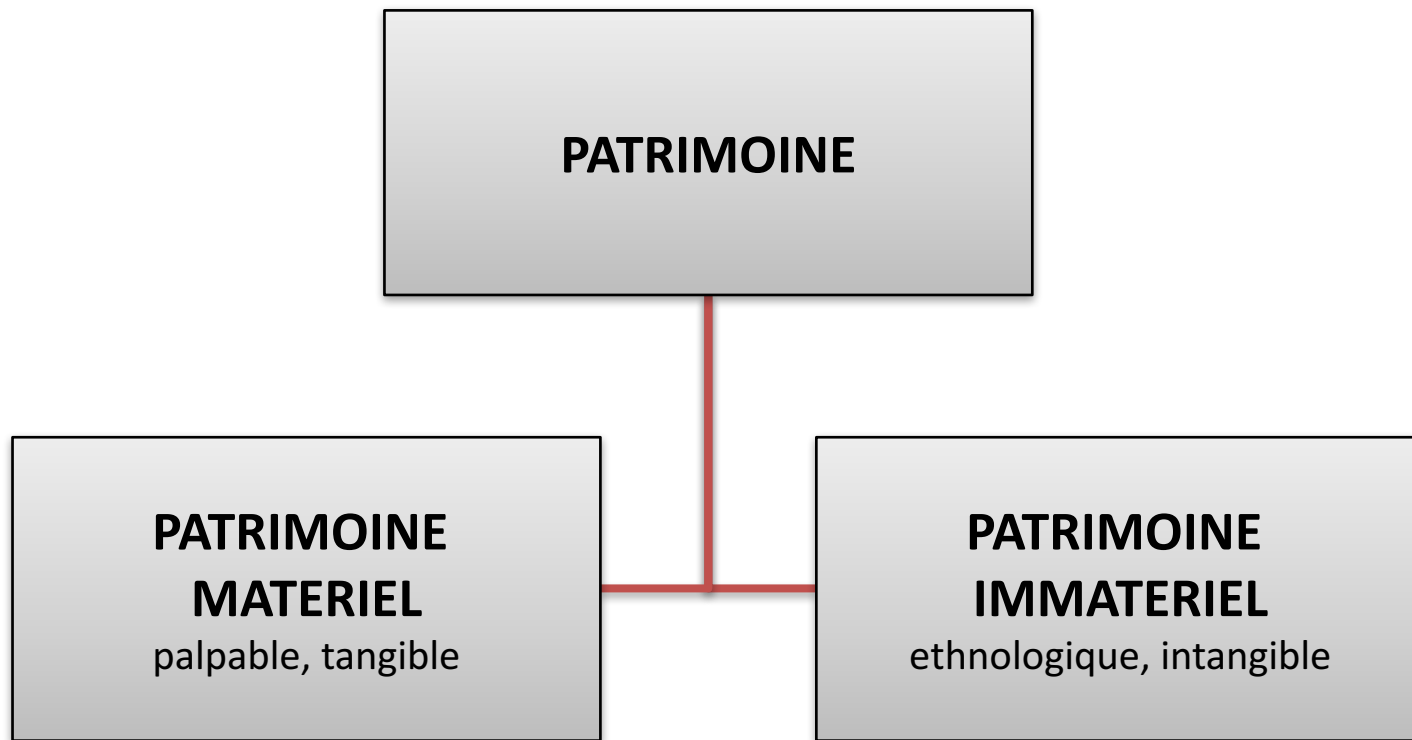 PATRIMOINE
PATRIMOINE
MATERIEL
palpable, tangible
PATRIMOINE
IMMATERIEL
ethnologique, intangible